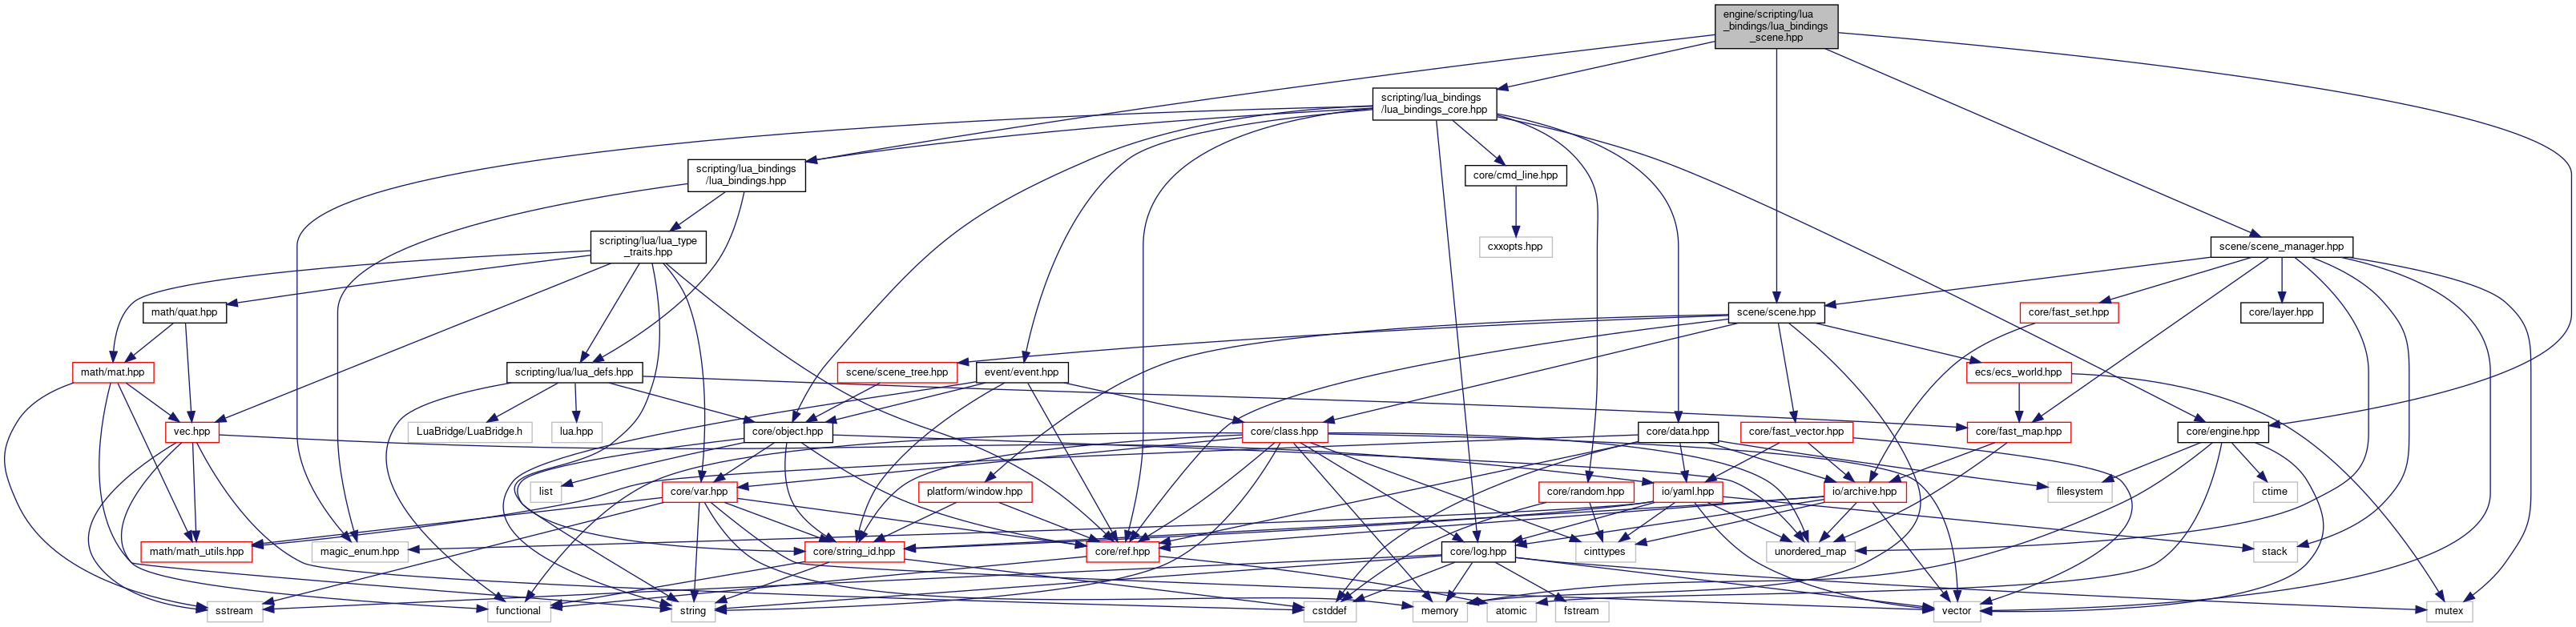 engine/scripting/lua
_bindings/lua_bindings
_scene.hpp
scripting/lua_bindings
/lua_bindings_core.hpp
scripting/lua_bindings
/lua_bindings.hpp
core/cmd_line.hpp
scripting/lua/lua_type
_traits.hpp
cxxopts.hpp
scene/scene_manager.hpp
math/quat.hpp
scene/scene.hpp
core/fast_set.hpp
core/layer.hpp
math/mat.hpp
scripting/lua/lua_defs.hpp
scene/scene_tree.hpp
event/event.hpp
ecs/ecs_world.hpp
vec.hpp
LuaBridge/LuaBridge.h
lua.hpp
core/object.hpp
core/class.hpp
core/data.hpp
core/fast_vector.hpp
core/fast_map.hpp
core/engine.hpp
list
core/var.hpp
platform/window.hpp
core/random.hpp
io/yaml.hpp
io/archive.hpp
filesystem
ctime
math/math_utils.hpp
magic_enum.hpp
core/string_id.hpp
core/ref.hpp
core/log.hpp
cinttypes
unordered_map
stack
sstream
functional
string
cstddef
memory
atomic
fstream
vector
mutex